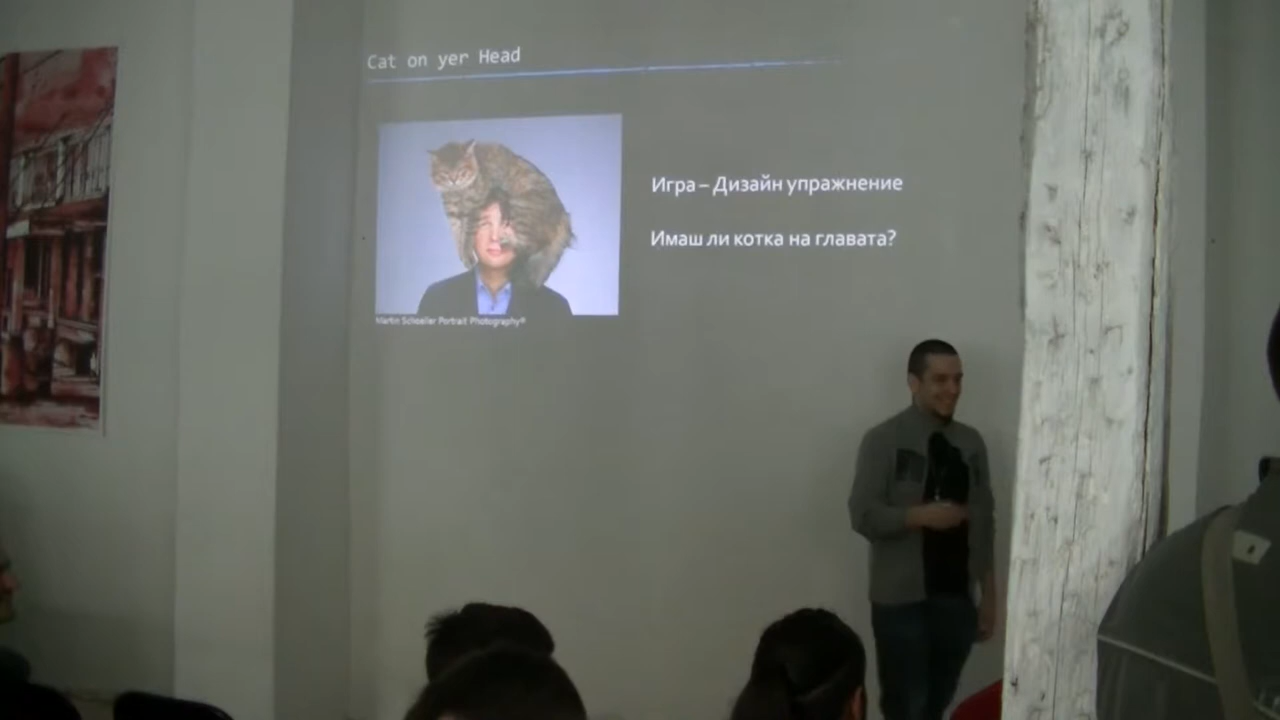 Cat on yer Head
Игра – Дизайн упражнение
Имаш ли котка на главата?
Martin Schoeller Portrait Photography®